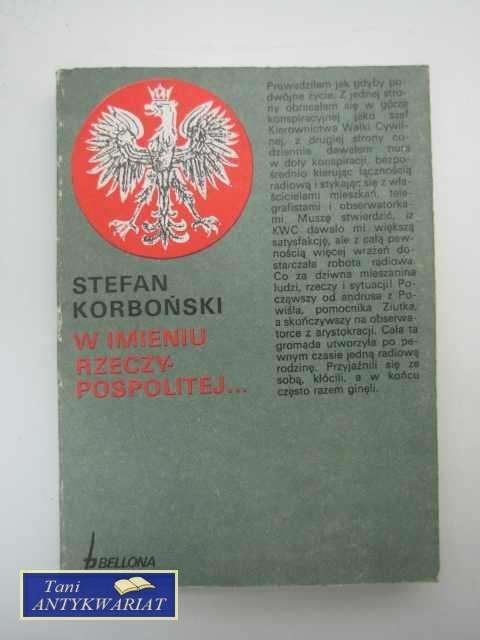 Prowadziłem jak gdyby po-
dwójne życie. Z jednej stro-
ny obracałem się w górze
konspiracyjnej jako szef
Kierownictwa Walki Cywil-
nej, z drugiej strony co-
dziennie dawałem nura
w doły konspiracji, bezpo-
średnio kierując łącznością
radiową i stykając się z wła-
ścicielami mieszkań, tele-
grafistami i obserwatorka-
mi. Muszę stwierdzić, iż
KWC dawało mi większą
satysfakcję, ale z całą pew-
nością więcej wrażeń do-
starczała robota radiowa.
Co za dziwna mieszanina
ludzi, rzeczy i sytuacji! Po-
cząwszy od andrusa z Po-
wiśla, pomocnika Ziutka,
a skończywszy na obserwa-
torce z arystokracji. Cała ta
gromada utworzyła po pe-
wnym czasie jedną radiową
rodzinę. Przyjaźnili się ze
sobą, kłócili, a w końcu
często razem ginęli.
STEFAN
KORBOŃSKI
W IMIENIU
RZECZY-
POSPOLITEJ...
BELLONA
Tani
ANTYKWARIAT